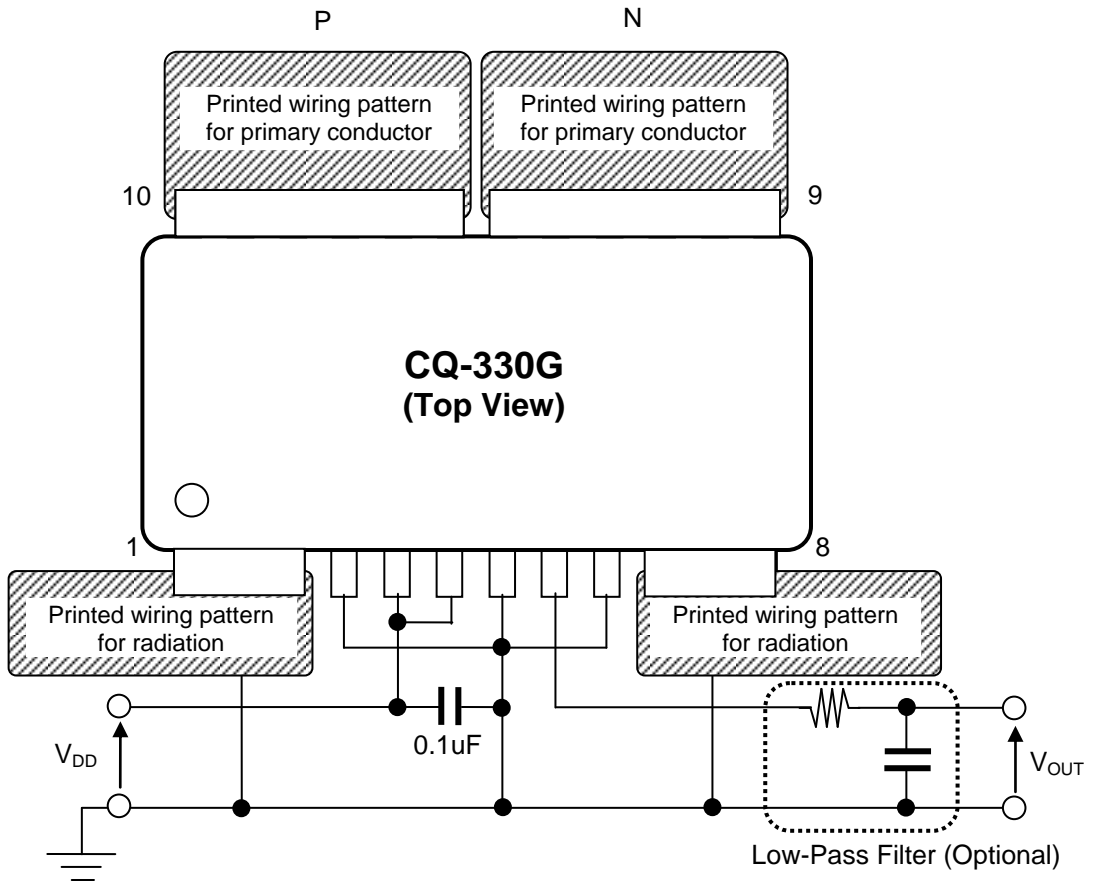 P
N
Printed wiring pattern
for primary conductor
Printed wiring pattern
for primary conductor
10
9
CQ-330G
(Top View)
1
8
Printed wiring pattern
for radiation
Printed wiring pattern
for radiation
0.1uF
VDD
VOUT
Low-Pass Filter (Optional)